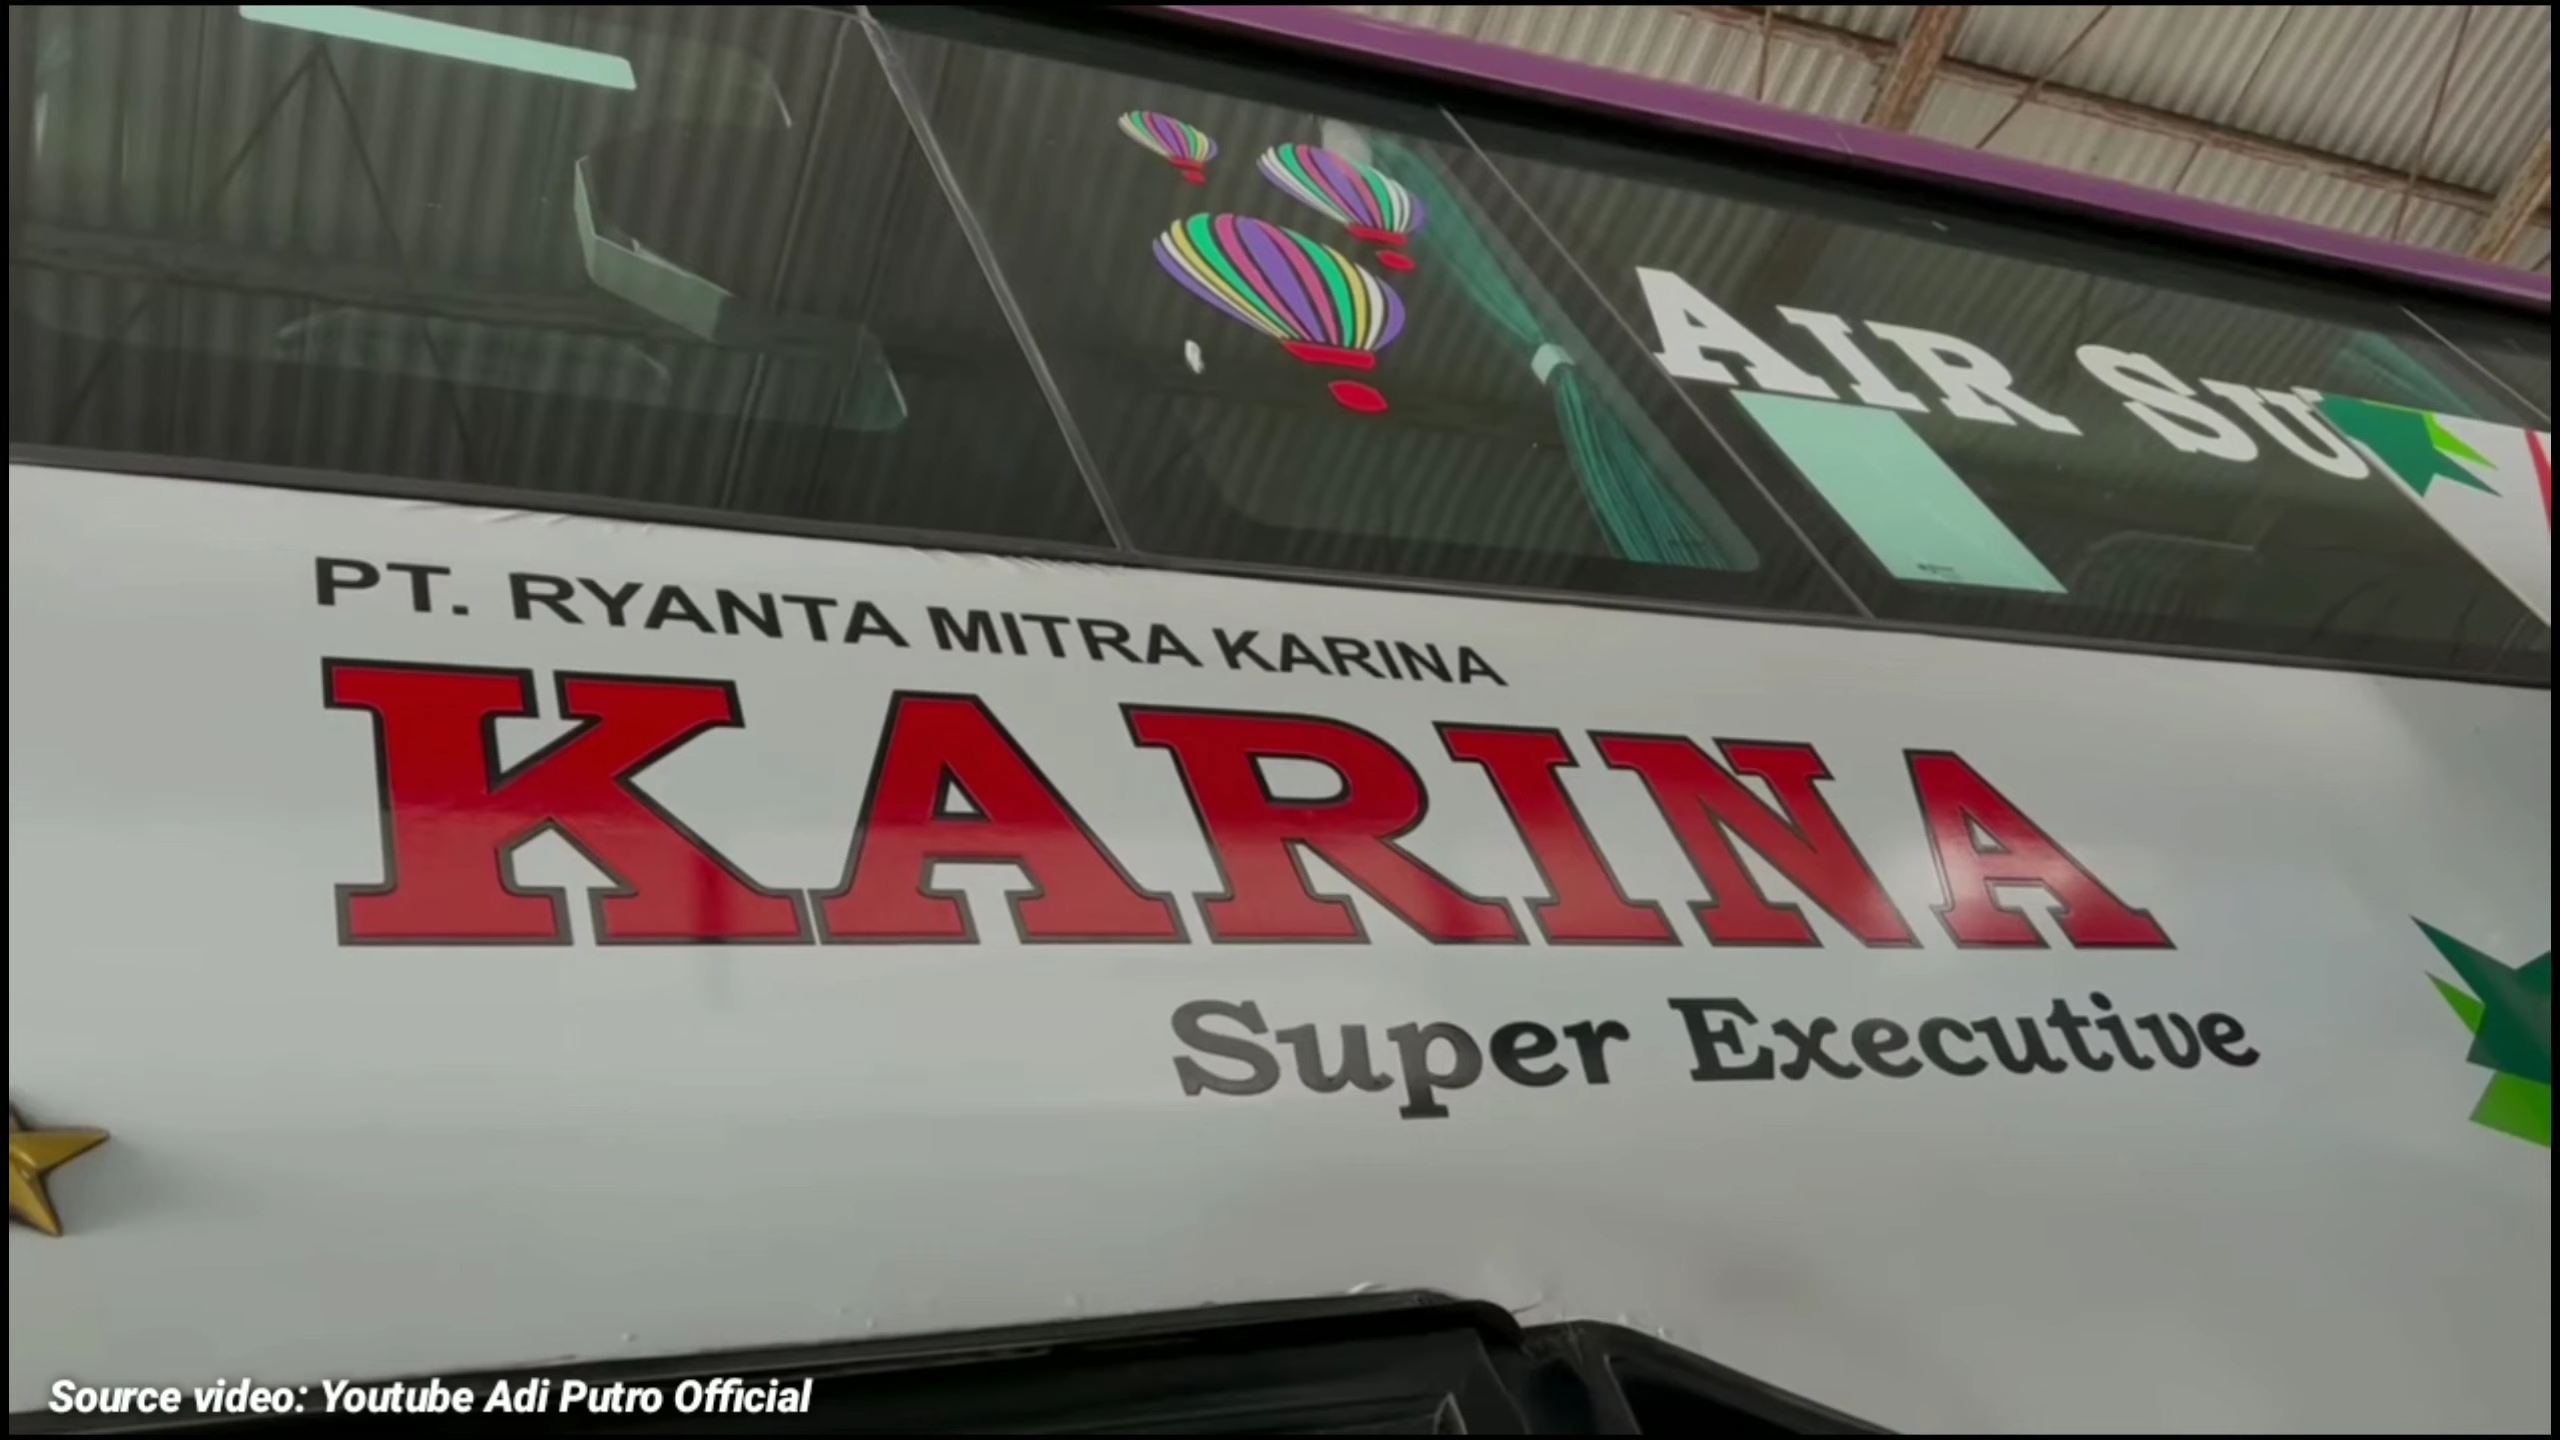 AIR SU
PT. RYANTA MITRA KARINA
KARINA
Super Executive
Source video: Youtube Adi Putro Official